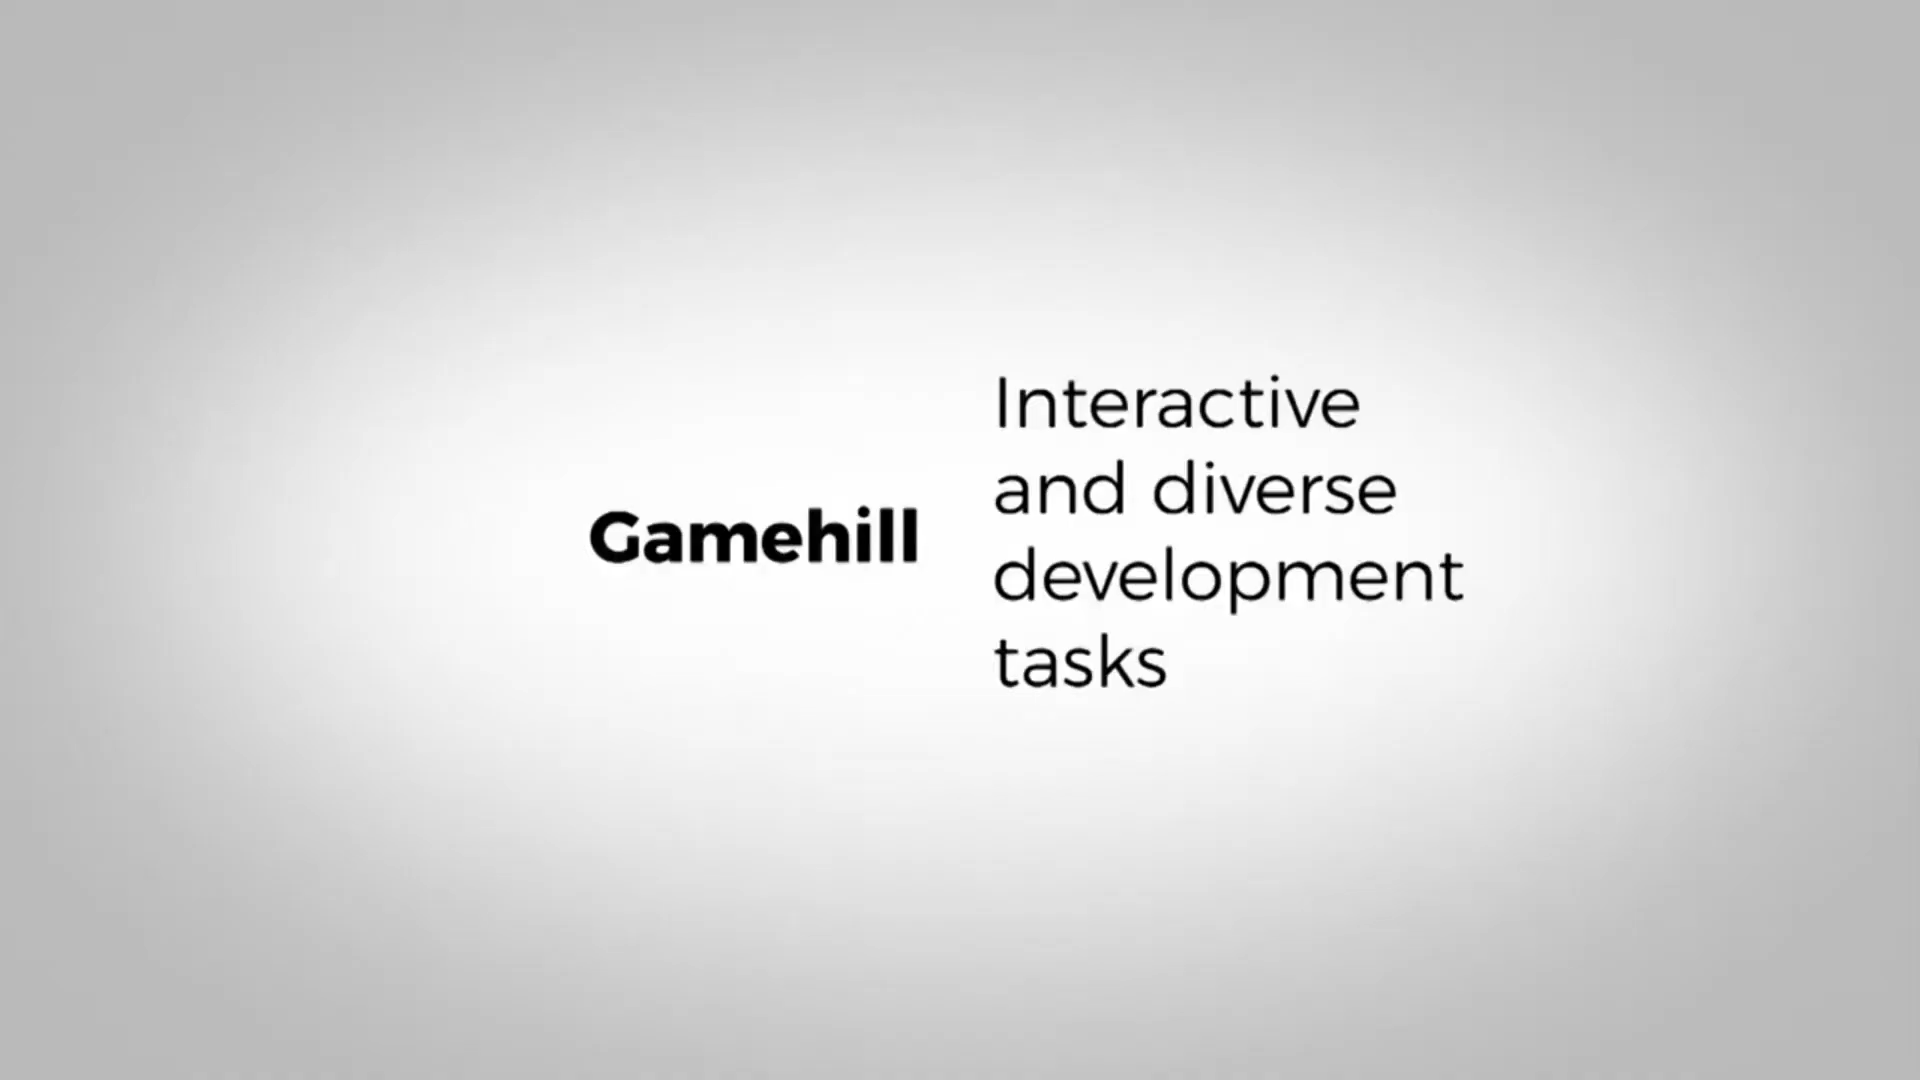 Gamehill
Interactive
and diverse
development
tasks